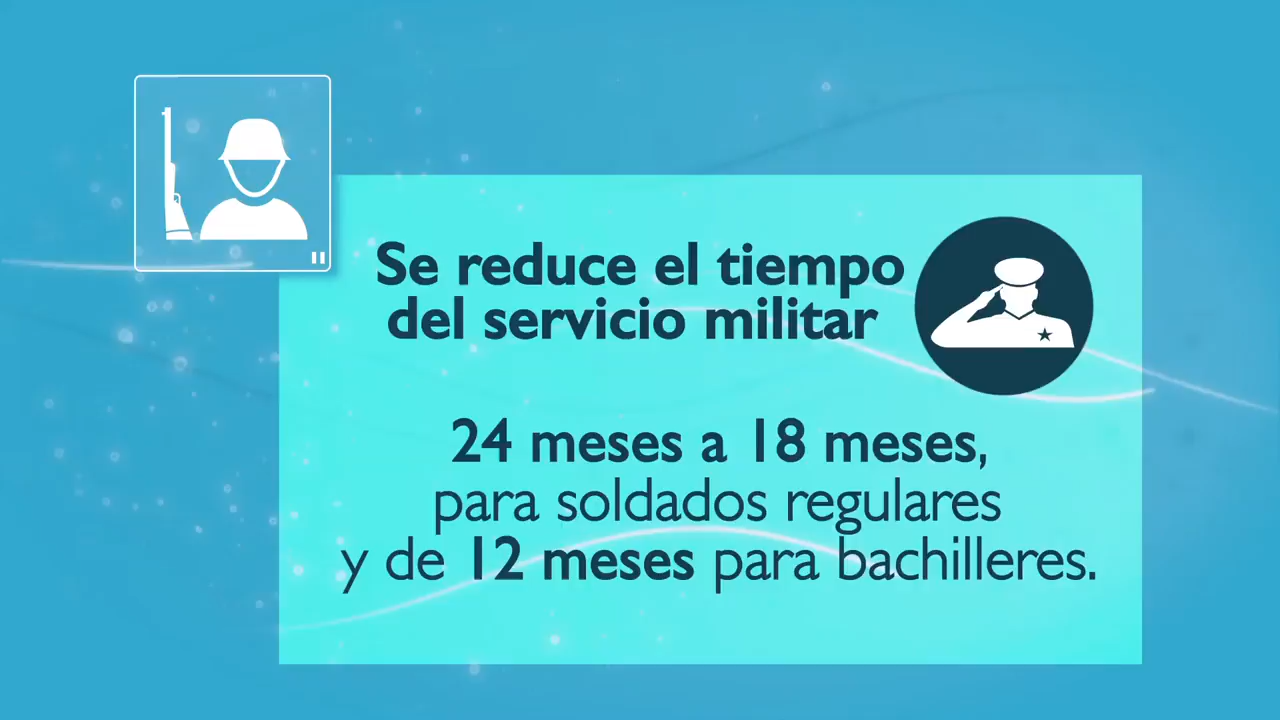 Se reduce el tiempo
del servicio militar
24 meses a 18 meses,
para soldados regulares
y de 12 meses para bachilleres.